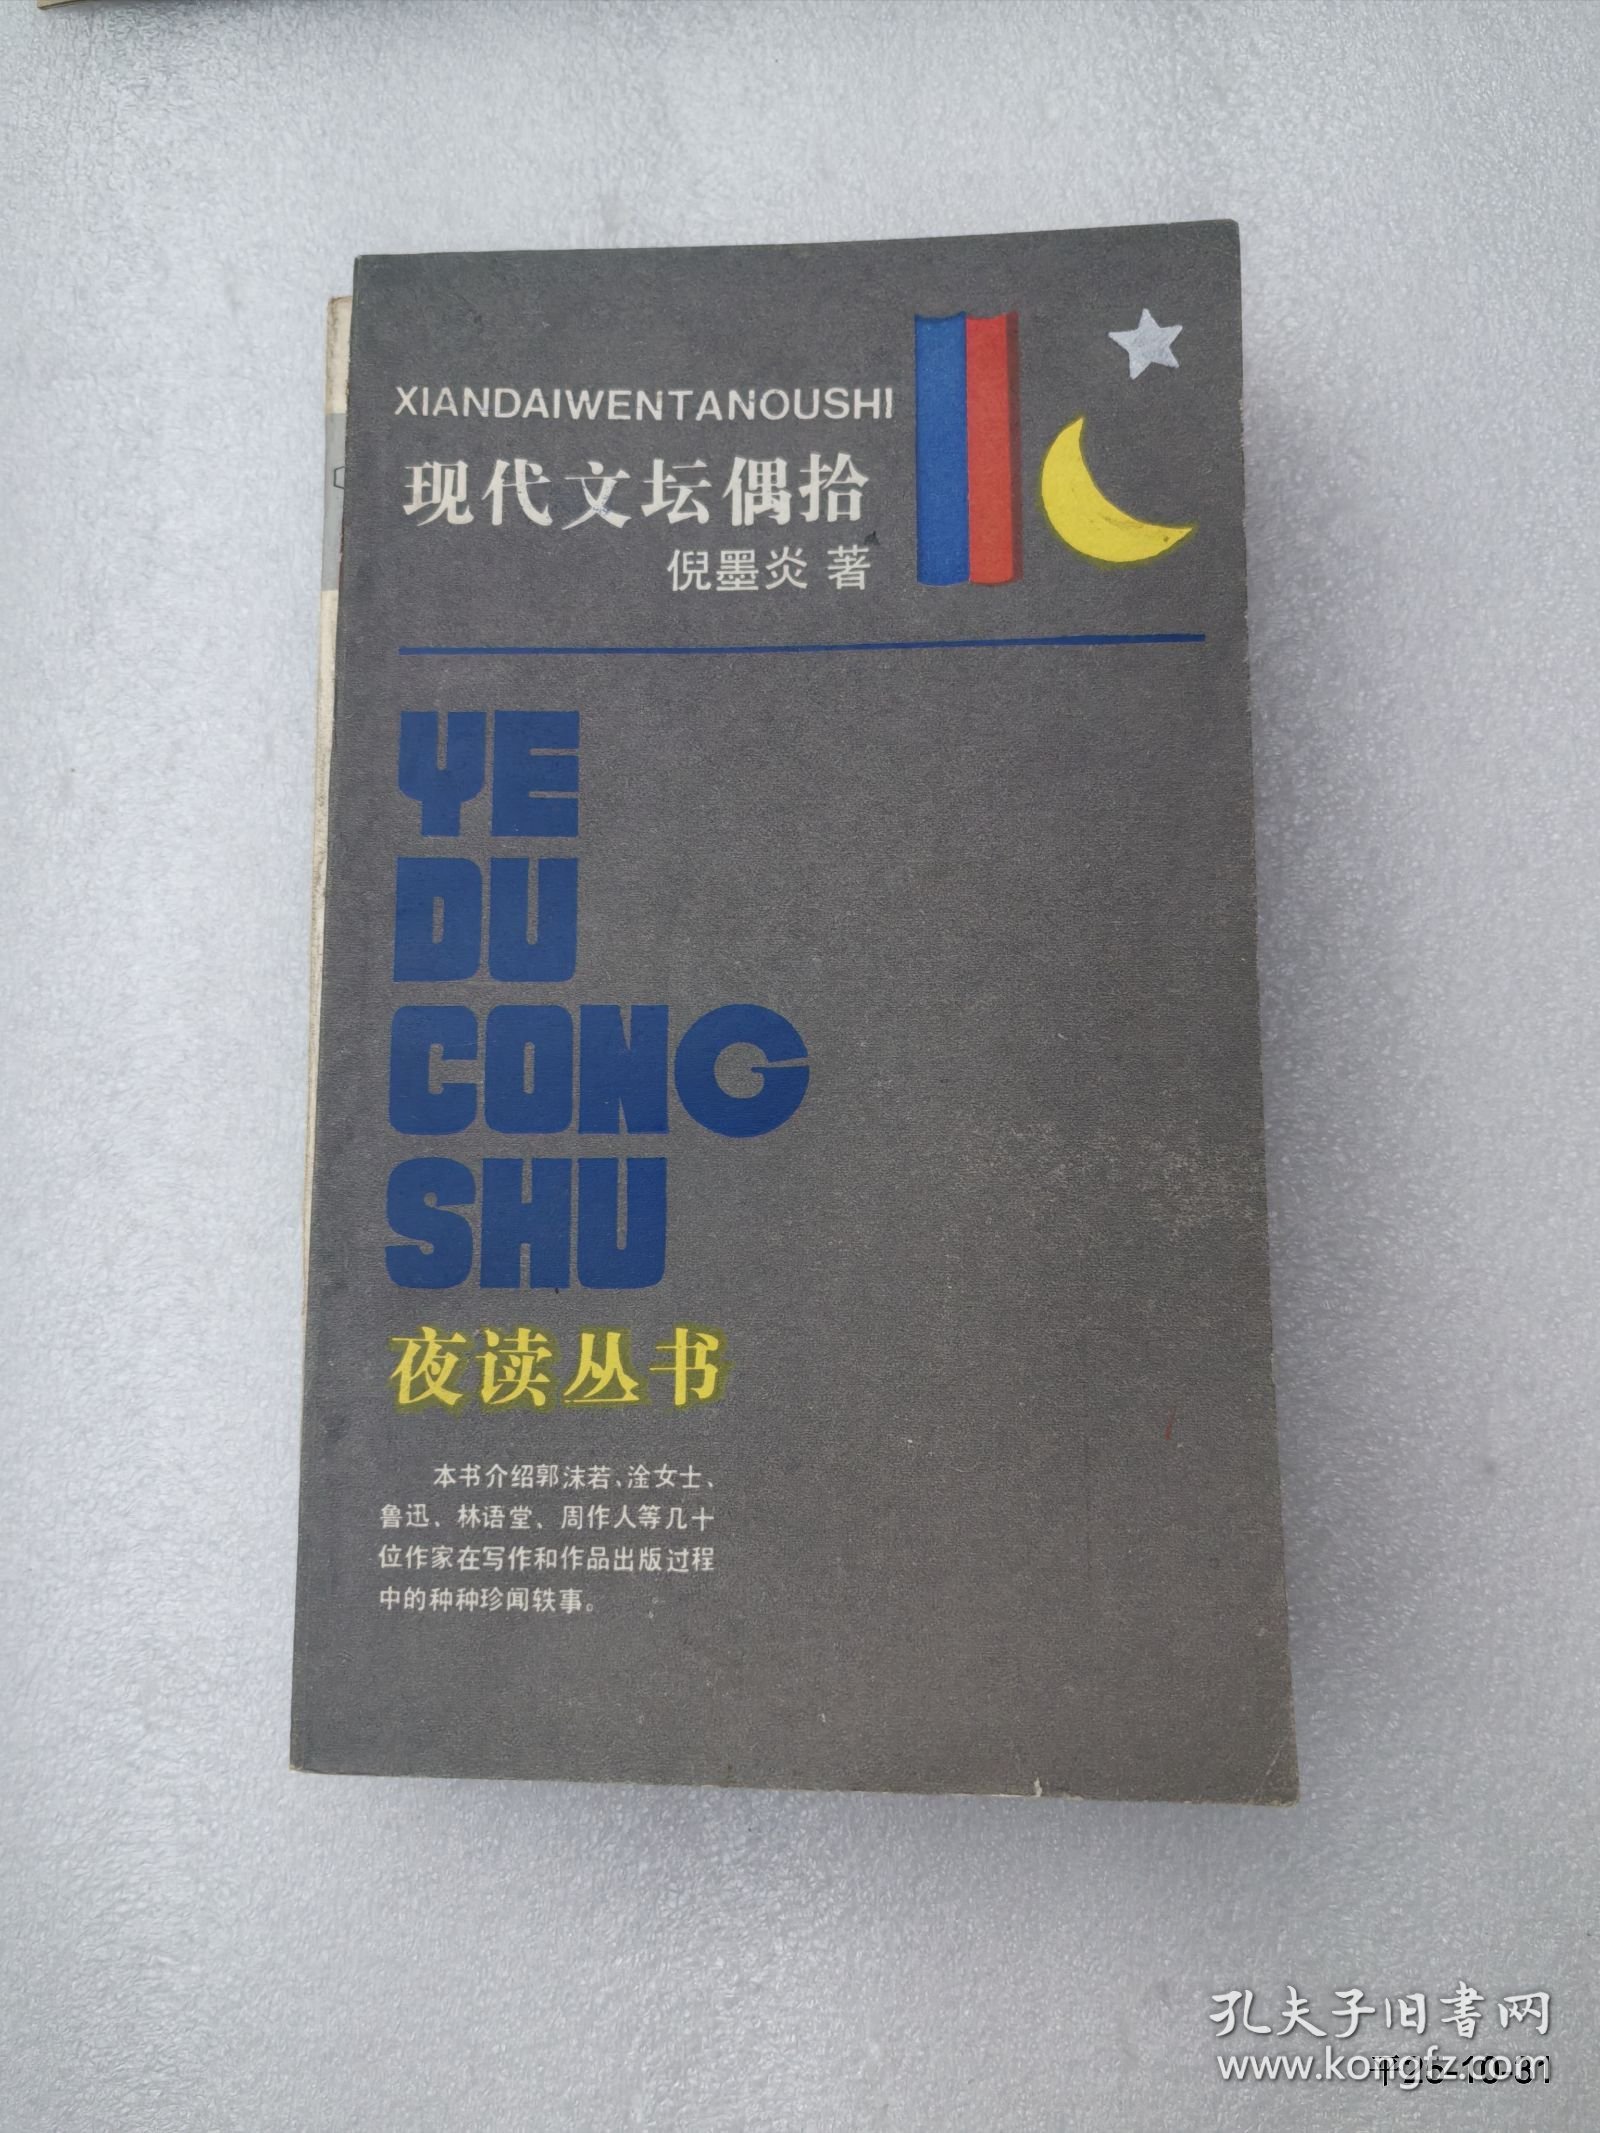 XIANDAIWENTANOUSHI
现代文坛偶拾
倪墨炎 著
YE
DU
CONG
SHU
夜读丛书
本书介绍郭沫若、淦女士、
鲁迅、林语堂、周作人等几十
位作家在写作和作品出版过程
中的种种珍闻轶事。
孔夫子旧书网
www.kongfz.com
25-10-31